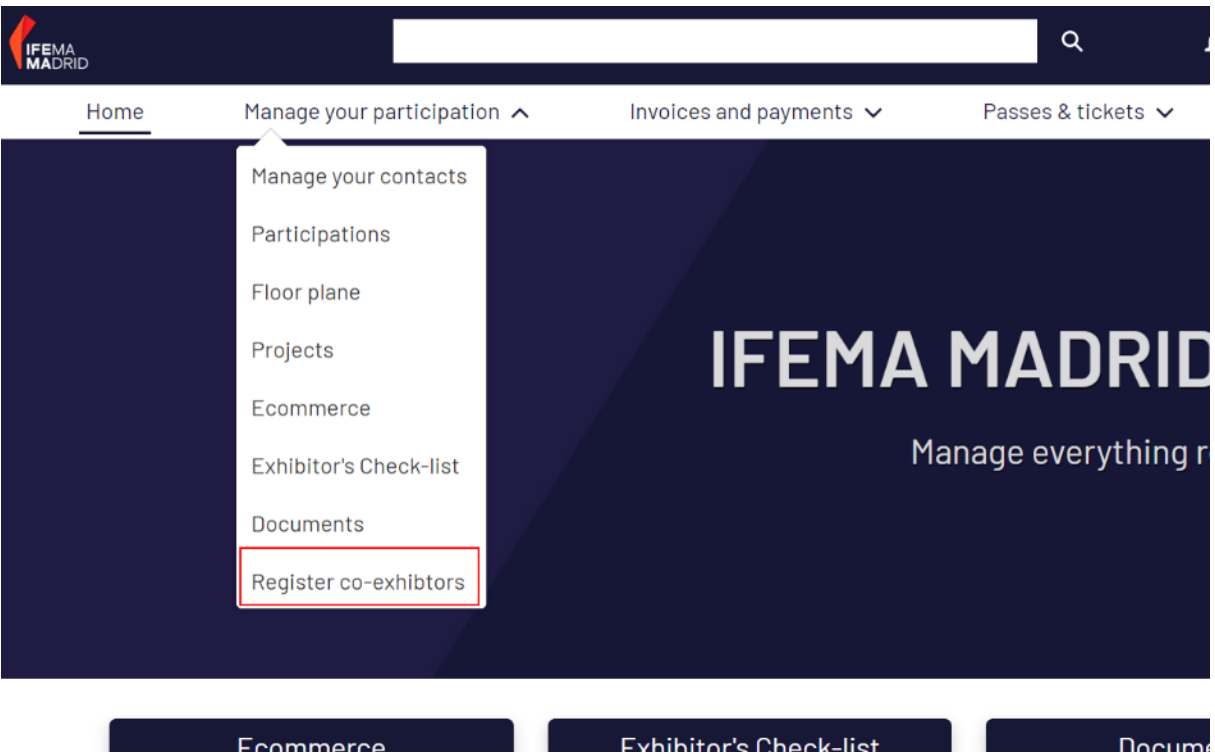 IFEMA
MADRID
Home Manage your participation Invoices and payments Passes & tickets
Manage your contacts
Participations
Floor plane
Projects
Ecommerce
Exhibitor's Check-list
Documents
Register co-exhibtors
IFEMA MADRID
Manage everything
Ecommerce Exhibitor's Check-list